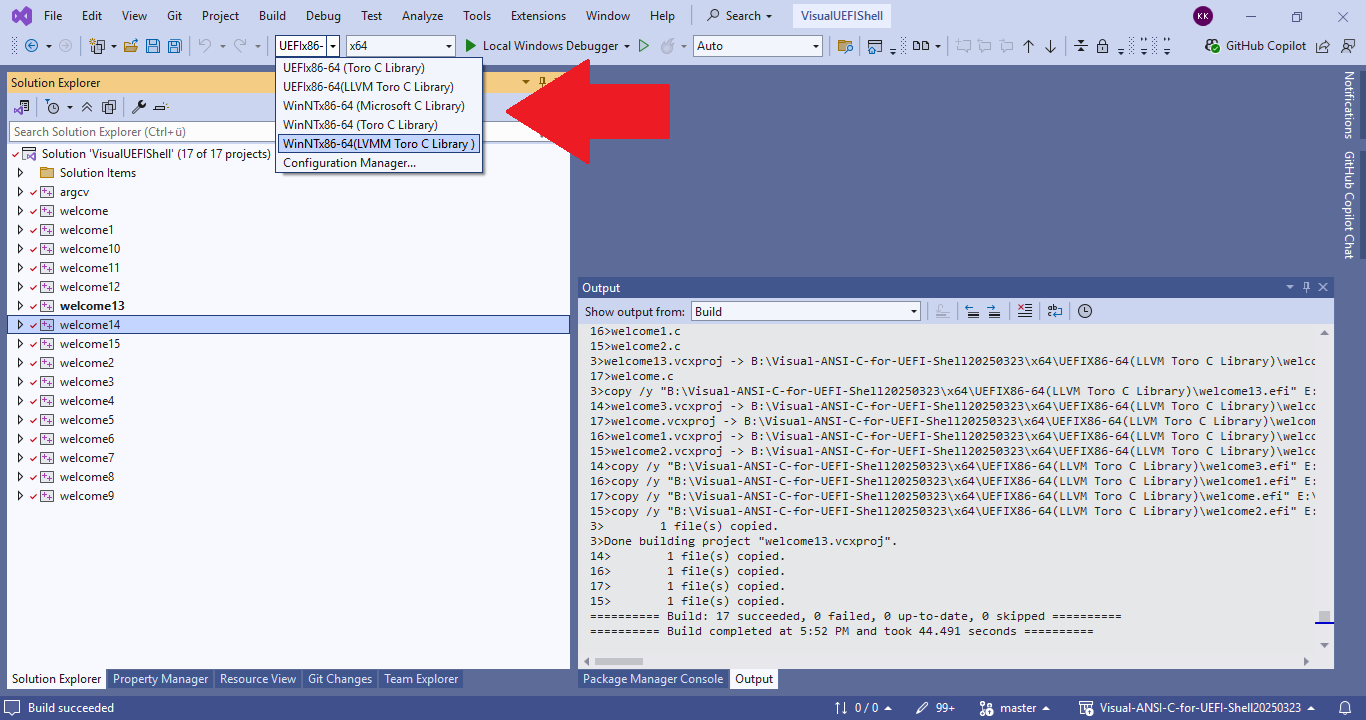 File Edit View Git Project Build Debug Test Analyze Tools Extensions Window Help Search VisualUEFIShell KK
UEFIx86- x64 Local Windows Debugger Auto GitHub Copilot
UEFIx86-64 (Toro C Library)
UEFIx86-64(LLVM Toro C Library)
WinNTx86-64 (Microsoft C Library)
WinNTx86-64 (Toro C Library)
WinNTx86-64(LVMM Toro C Library )
Configuration Manager...
Solution Explorer
Search Solution Explorer (Ctrl+ü)
Solution 'VisualUEFIShell' (17 of 17 projects)
Solution Items
argcv
welcome
welcome1
welcome10
welcome11
welcome12
welcome13
welcome14
welcome15
welcome2
welcome3
welcome4
welcome5
welcome6
welcome7
welcome8
welcome9
Solution Explorer Property Manager Resource View Git Changes Team Explorer
Output
Show output from: Build
16>welcome1.c
15>welcome2.c
3>welcome13.vcxproj -> B:\Visual-ANSI-C-for-UEFI-Shell20250323\x64\UEFIX86-64(LLVM Toro C Library)\welcc
17>welcome.c
3>copy /y "B:\Visual-ANSI-C-for-UEFI-Shell20250323\x64\UEFIX86-64(LLVM Toro C Library)\welcome13.efi" E:
14>welcome3.vcxproj -> B:\Visual-ANSI-C-for-UEFI-Shell20250323\x64\UEFIX86-64(LLVM Toro C Library)\welcc
17>welcome.vcxproj -> B:\Visual-ANSI-C-for-UEFI-Shell20250323\x64\UEFIX86-64(LLVM Toro C Library)\welcom
16>welcome1.vcxproj -> B:\Visual-ANSI-C-for-UEFI-Shell20250323\x64\UEFIX86-64(LLVM Toro C Library)\welcc
15>welcome2.vcxproj -> B:\Visual-ANSI-C-for-UEFI-Shell20250323\x64\UEFIX86-64(LLVM Toro C Library)\welcc
14>copy /y "B:\Visual-ANSI-C-for-UEFI-Shell20250323\x64\UEFIX86-64(LLVM Toro C Library)\welcome3.efi" E:
16>copy /y "B:\Visual-ANSI-C-for-UEFI-Shell20250323\x64\UEFIX86-64(LLVM Toro C Library)\welcome1.efi" E:
17>copy /y "B:\Visual-ANSI-C-for-UEFI-Shell20250323\x64\UEFIX86-64(LLVM Toro C Library)\welcome.efi" E:\
15>copy /y "B:\Visual-ANSI-C-for-UEFI-Shell20250323\x64\UEFIX86-64(LLVM Toro C Library)\welcome2.efi" E:
3> 1 file(s) copied.
3>Done building project "welcome13.vcxproj".
14> 1 file(s) copied.
16> 1 file(s) copied.
17> 1 file(s) copied.
15> 1 file(s) copied.
========== Build: 17 succeeded, 0 failed, 0 up-to-date, 0 skipped ==========
========== Build completed at 5:52 PM and took 44.491 seconds ==========
Package Manager Console Output
Notifications
GitHub Copilot Chat
Build succeeded 0 / 0 99+ master Visual-ANSI-C-for-UEFI-Shell20250323